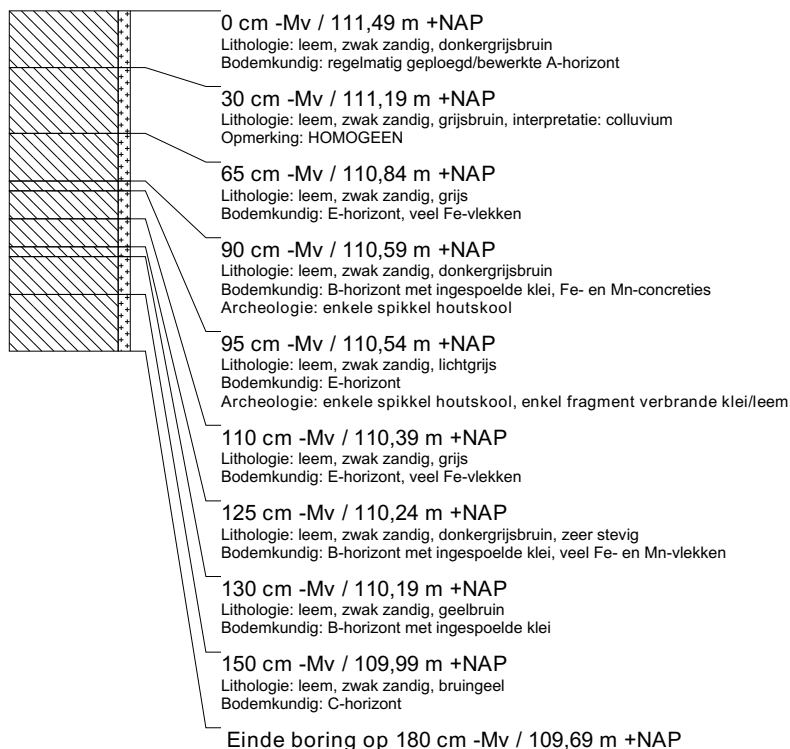 0 cm -Mv / 111,49 m +NAP
Lithologie: leem, zwak zandig, donkergrijsbruin
Bodemkundig: regelmatig geploegd/bewerkte A-horizont
30 cm -Mv / 111,19 m +NAP
Lithologie: leem, zwak zandig, grijsbruin, interpretatie: colluvium
Opmerking: HOMOGEEN
65 cm -Mv / 110,84 m +NAP
Lithologie: leem, zwak zandig, grijs
Bodemkundig: E-horizont, veel Fe-vlekken
90 cm -Mv / 110,59 m +NAP
Lithologie: leem, zwak zandig, donkergrijsbruin
Bodemkundig: B-horizont met ingespoelde klei, Fe- en Mn-concreties
Archeologie: enkele spikkel houtskool
95 cm -Mv / 110,54 m +NAP
Lithologie: leem, zwak zandig, lichtgrijs
Bodemkundig: E-horizont
Archeologie: enkele spikkel houtskool, enkel fragment verbrande klei/leem
110 cm -Mv / 110,39 m +NAP
Lithologie: leem, zwak zandig, grijs
Bodemkundig: E-horizont, veel Fe-vlekken
125 cm -Mv / 110,24 m +NAP
Lithologie: leem, zwak zandig, donkergrijsbruin, zeer stevig
Bodemkundig: B-horizont met ingespoelde klei, veel Fe- en Mn-vlekken
130 cm -Mv / 110,19 m +NAP
Lithologie: leem, zwak zandig, geelbruin
Bodemkundig: B-horizont met ingespoelde klei
150 cm -Mv / 109,99 m +NAP
Lithologie: leem, zwak zandig, bruingeel
Bodemkundig: C-horizont
Einde boring op 180 cm -Mv / 109,69 m +NAP